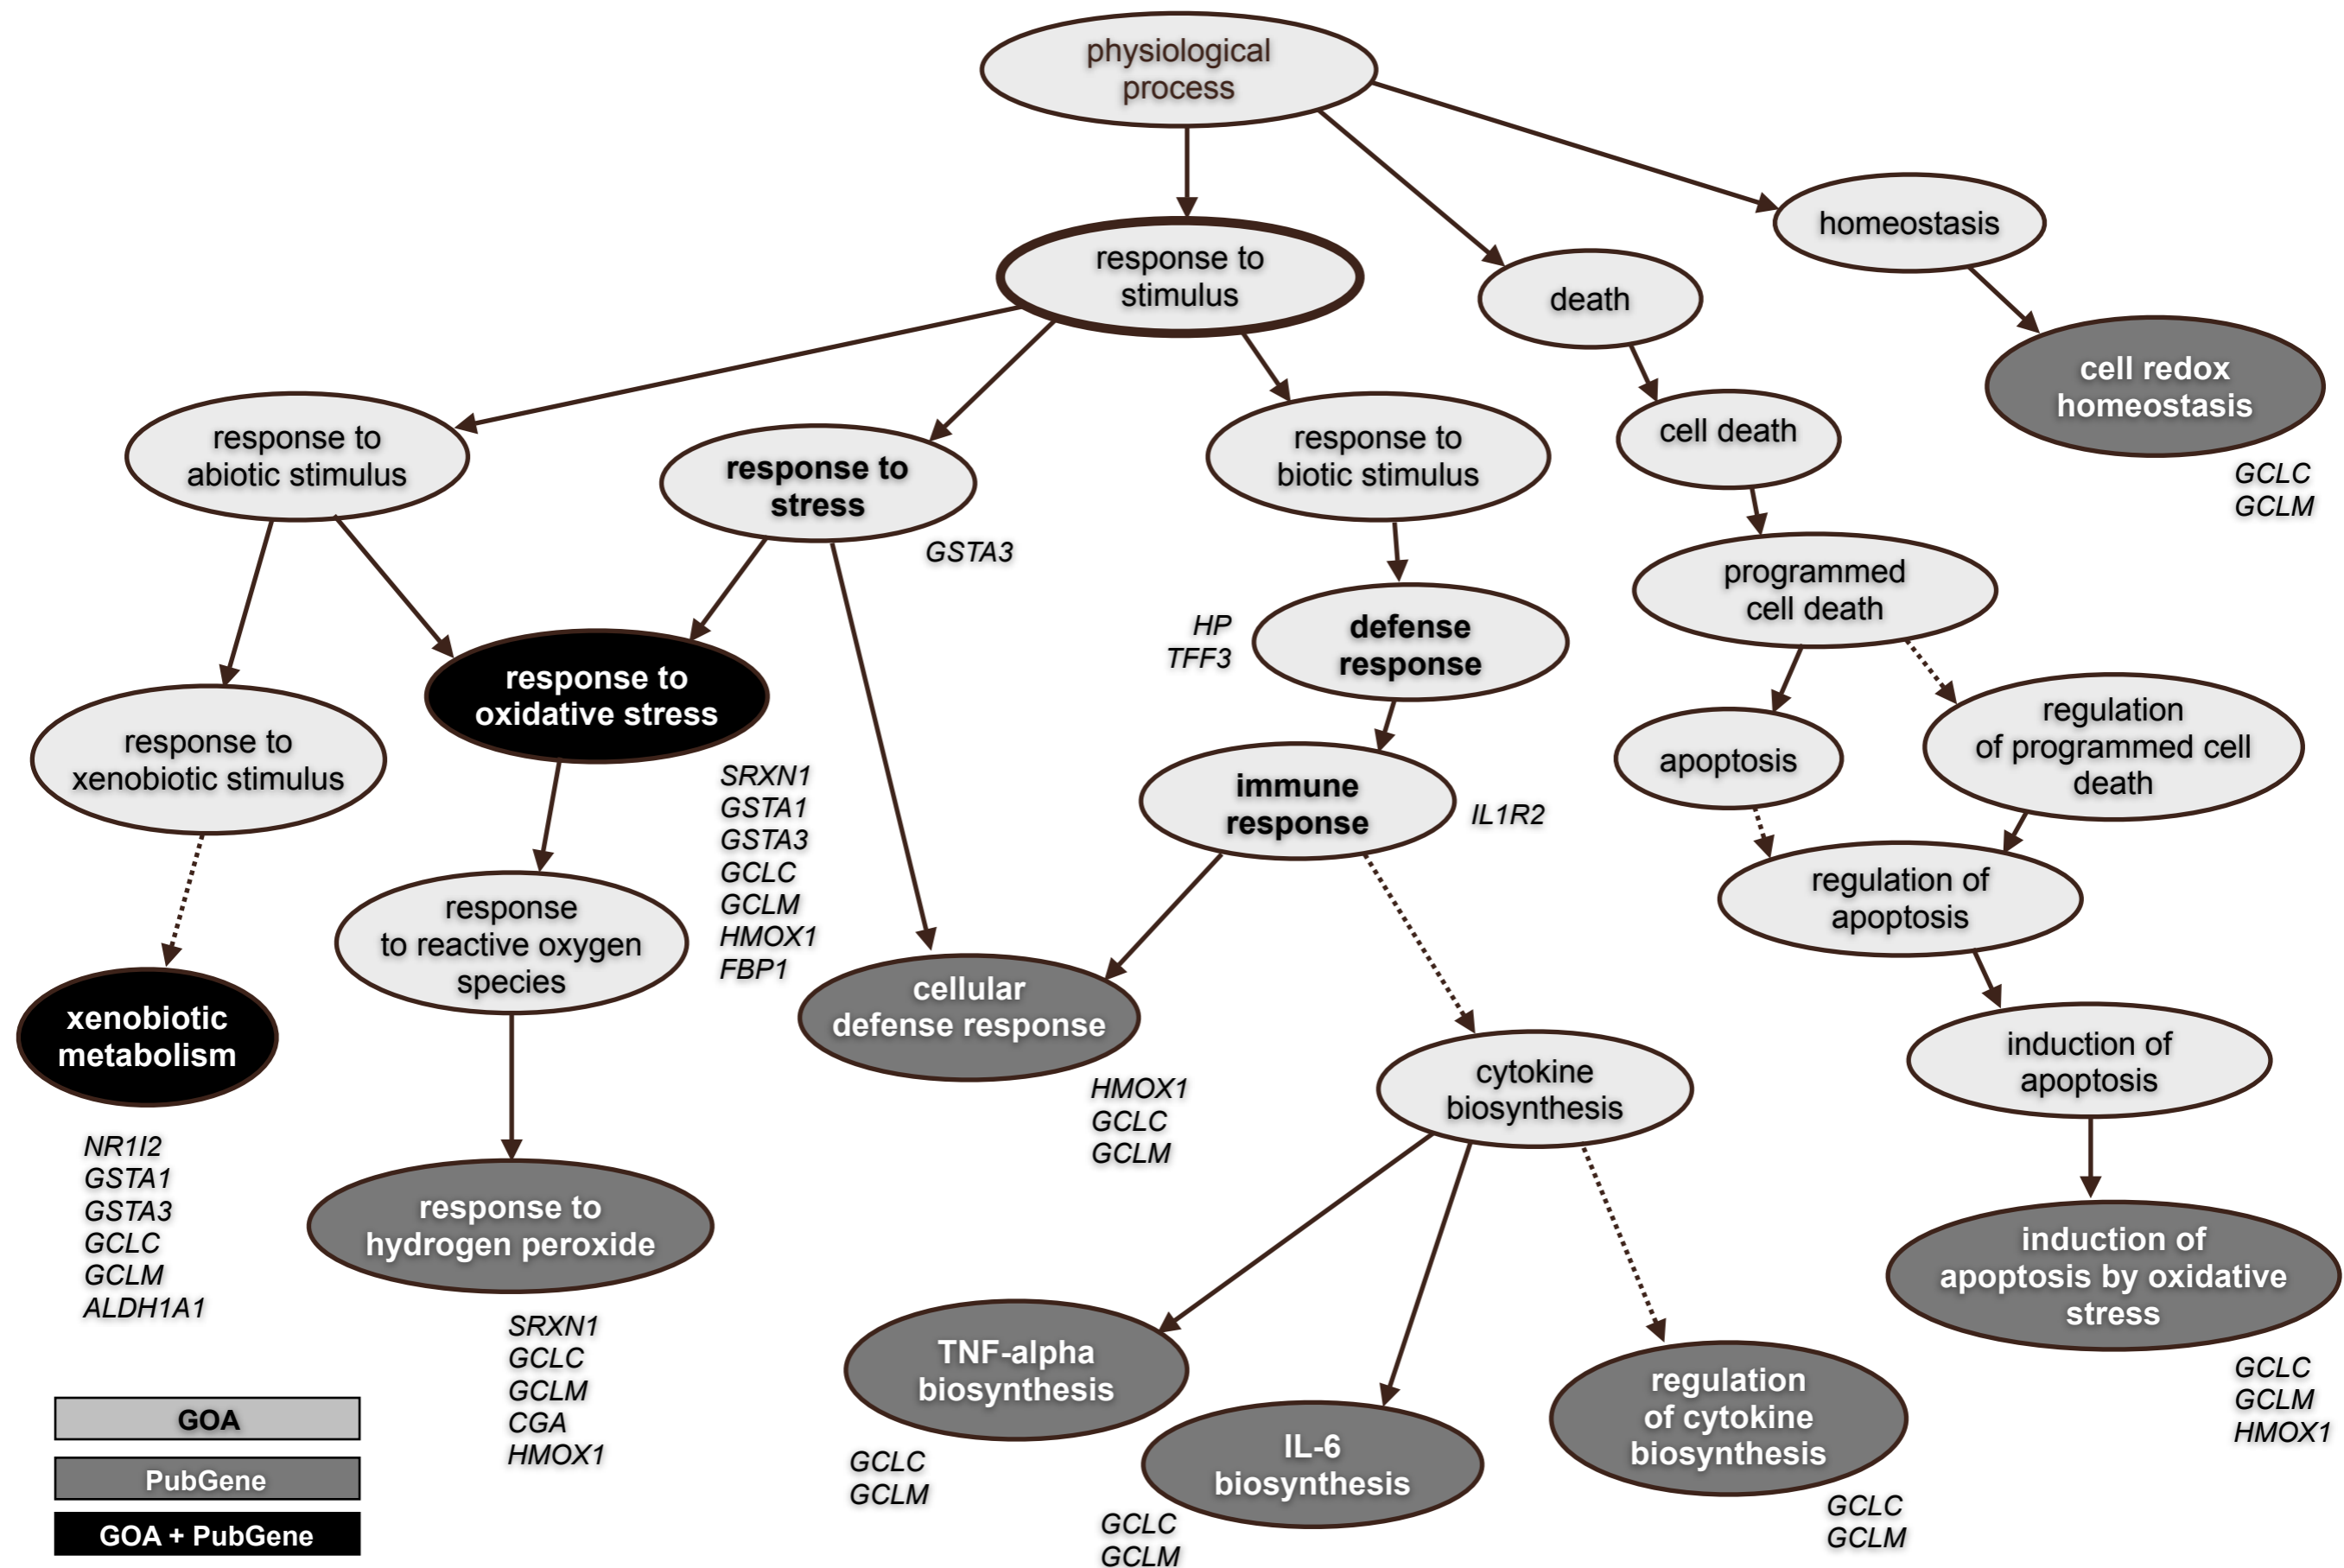 physiological
process
homeostasis
response to
stimulus
death
cell redox
homeostasis
GCLC
GCLM
response to
abiotic stimulus
response to
stress
GSTA3
response to
biotic stimulus
cell death
programmed
cell death
HP
TFF3
defense
response
response to
oxidative stress
SRXN1
GSTA1
GSTA3
GCLC
GCLM
HMOX1
FBP1
response to
xenobiotic stimulus
immune
response
IL1R2
apoptosis
regulation
of programmed cell
death
regulation of
apoptosis
response
to reactive oxygen
species
xenobiotic
metabolism
NR1I2
GSTA1
GSTA3
GCLC
GCLM
ALDH1A1
cellular
defense response
HMOX1
GCLC
GCLM
cytokine
biosynthesis
induction of
apoptosis
response to
hydrogen peroxide
SRXN1
GCLC
GCLM
CGA
HMOX1
induction of
apoptosis by oxidative
stress
GCLC
GCLM
HMOX1
TNF-alpha
biosynthesis
GCLC
GCLM
IL-6
biosynthesis
GCLC
GCLM
regulation
of cytokine
biosynthesis
GCLC
GCLM
GOA
PubGene
GOA + PubGene